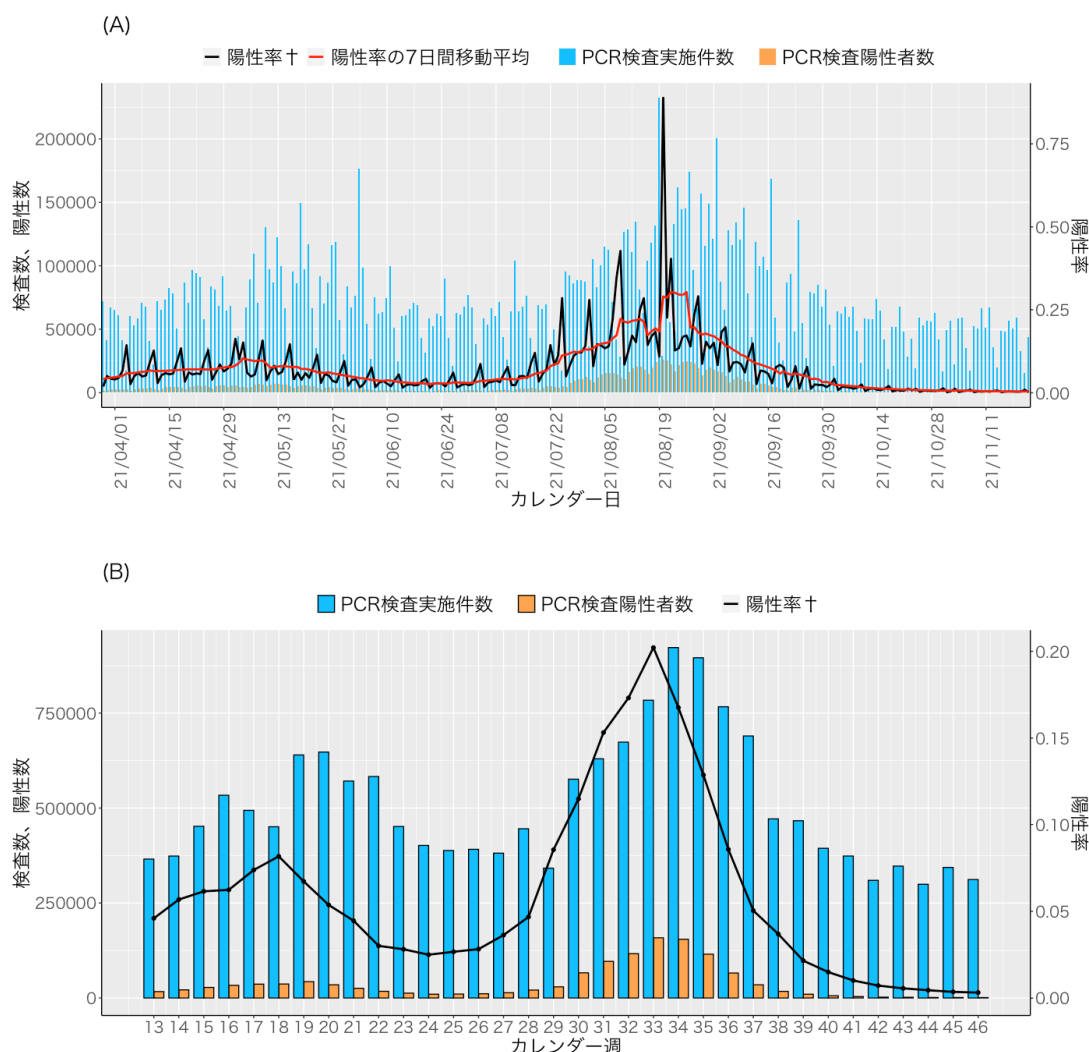 (A)
陽性率† 陽性率の7日間移動平均 PCR検査実施件数 PCR検査陽性者数
検査数、陽性数
200000
150000
100000
50000
0
陽性率
0.75
0.50
0.25
0.00
21/04/01 21/04/15 21/04/29 21/05/13 21/05/27 21/06/10 21/06/24 21/07/08 21/07/22 21/08/05 21/08/19 21/09/02 21/09/16 21/09/30 21/10/14 21/10/28 21/11/11
カレンダー日
(B)
PCR検査実施件数 PCR検査陽性者数 陽性率†
検査数、陽性数
750000
500000
250000
0
陽性率
0.20
0.15
0.10
0.05
0.00
13 14 15 16 17 18 19 20 21 22 23 24 25 26 27 28 29 30 31 32 33 34 35 36 37 38 39 40 41 42 43 44 45 46
カレンダー週